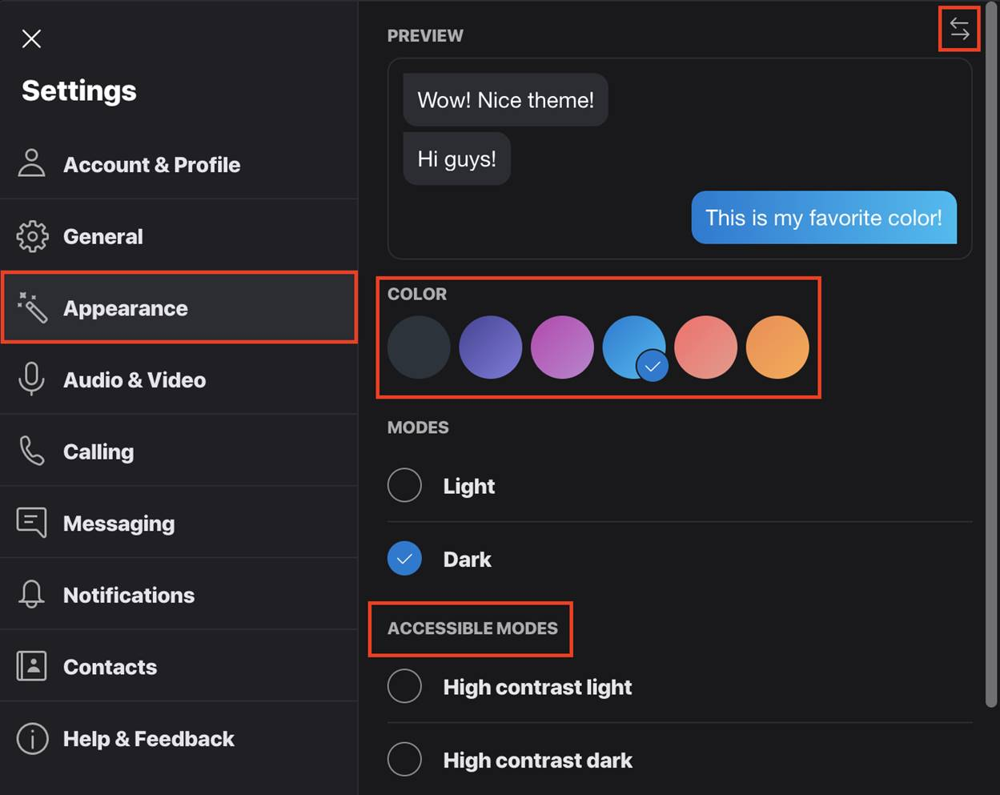 Settings
Account & Profile
General
Appearance
Audio & Video
Calling
Messaging
Notifications
Contacts
Help & Feedback
PREVIEW
Wow! Nice theme!
Hi guys!
This is my favorite color!
COLOR
MODES
Light
Dark
ACCESSIBLE MODES
High contrast light
High contrast dark